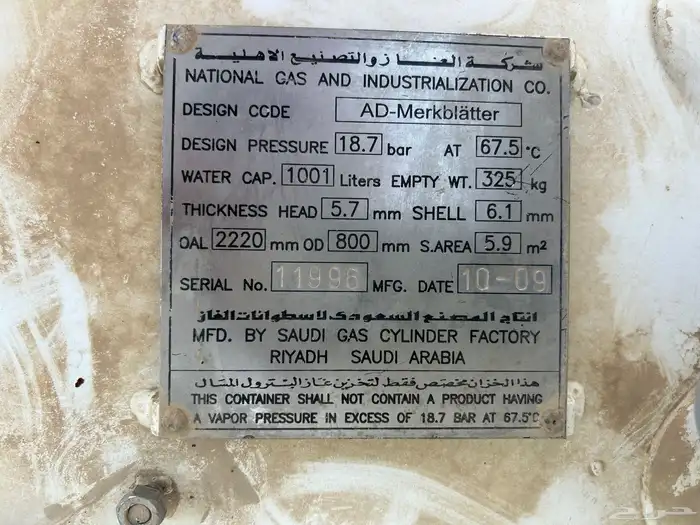 شركة الغاز والتصنيع الاهلية
NATIONAL GAS AND INDUSTRIALIZATION CO.
DESIGN CODE AD-Merkblätter
DESIGN PRESSURE 18.7 bar AT 67.5 °C
WATER CAP. 1001 Liters EMPTY WT. 325 kg
THICKNESS HEAD 5.7 mm SHELL 6.1 mm
OAL 2220 mm OD 800 mm S.AREA 5.9 m²
SERIAL No. 11996 MFG. DATE 10-09
انتاج المصنع السعودى لاسطوانات الغاز
MFD. BY SAUDI GAS CYLINDER FACTORY
RIYADH SAUDI ARABIA
هذا الخزان مخصص فقط لتخزين غاز البترول المسال
THIS CONTAINER SHALL NOT CONTAIN A PRODUCT HAVING
A VAPOR PRESSURE IN EXCESS OF 18.7 BAR AT 67.5°C
حراج